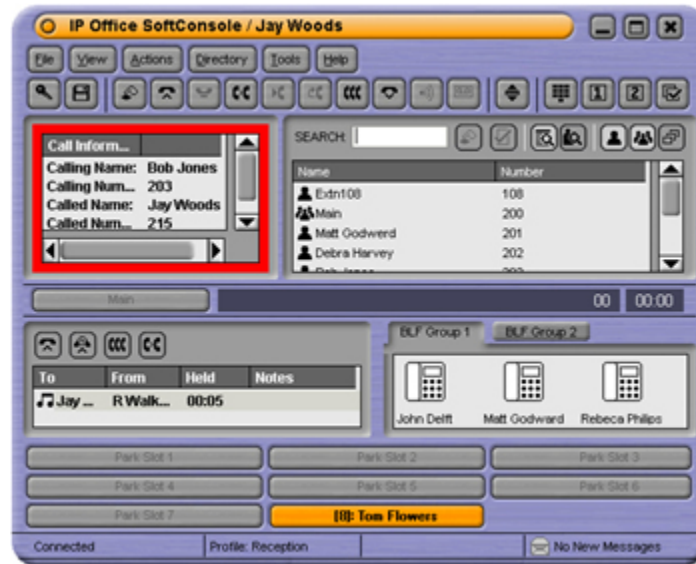 IP Office SoftConsole / Jay Woods
File View Actions Directory Tools Help
1 2
Call Inform...
Calling Name: Bob Jones
Calling Num... 203
Called Name: Jay Woods
Called Num... 215
SEARCH:
Name Number
Extn108 108
Main 200
Matt Godwerd 201
Debra Harvey 202
Main 00 00:00
BLF Group 1 BLF Group 2
To From Held Notes
Jay ... R Walk... 00:05
John Delft Matt Godward Rebeca Philips
Park Slot 1 Park Slot 2 Park Slot 3
Park Slot 4 Park Slot 5 Park Slot 6
Park Slot 7 [8]: Tom Flowers
Connected Profile: Reception No New Messages